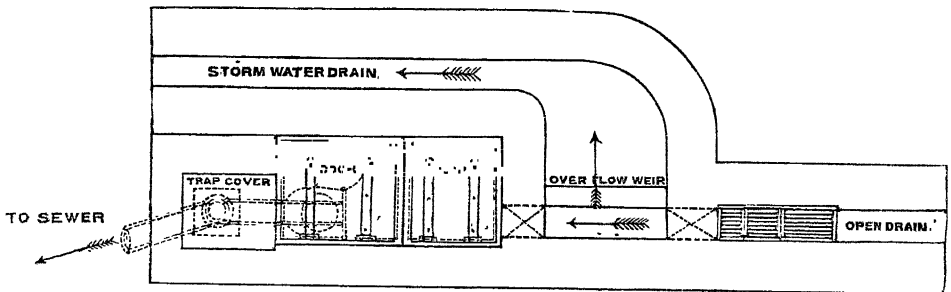 STORM WATER DRAIN.
TRAP COVER
OVER FLOW WEIR
TO SEWER
OPEN DRAIN.